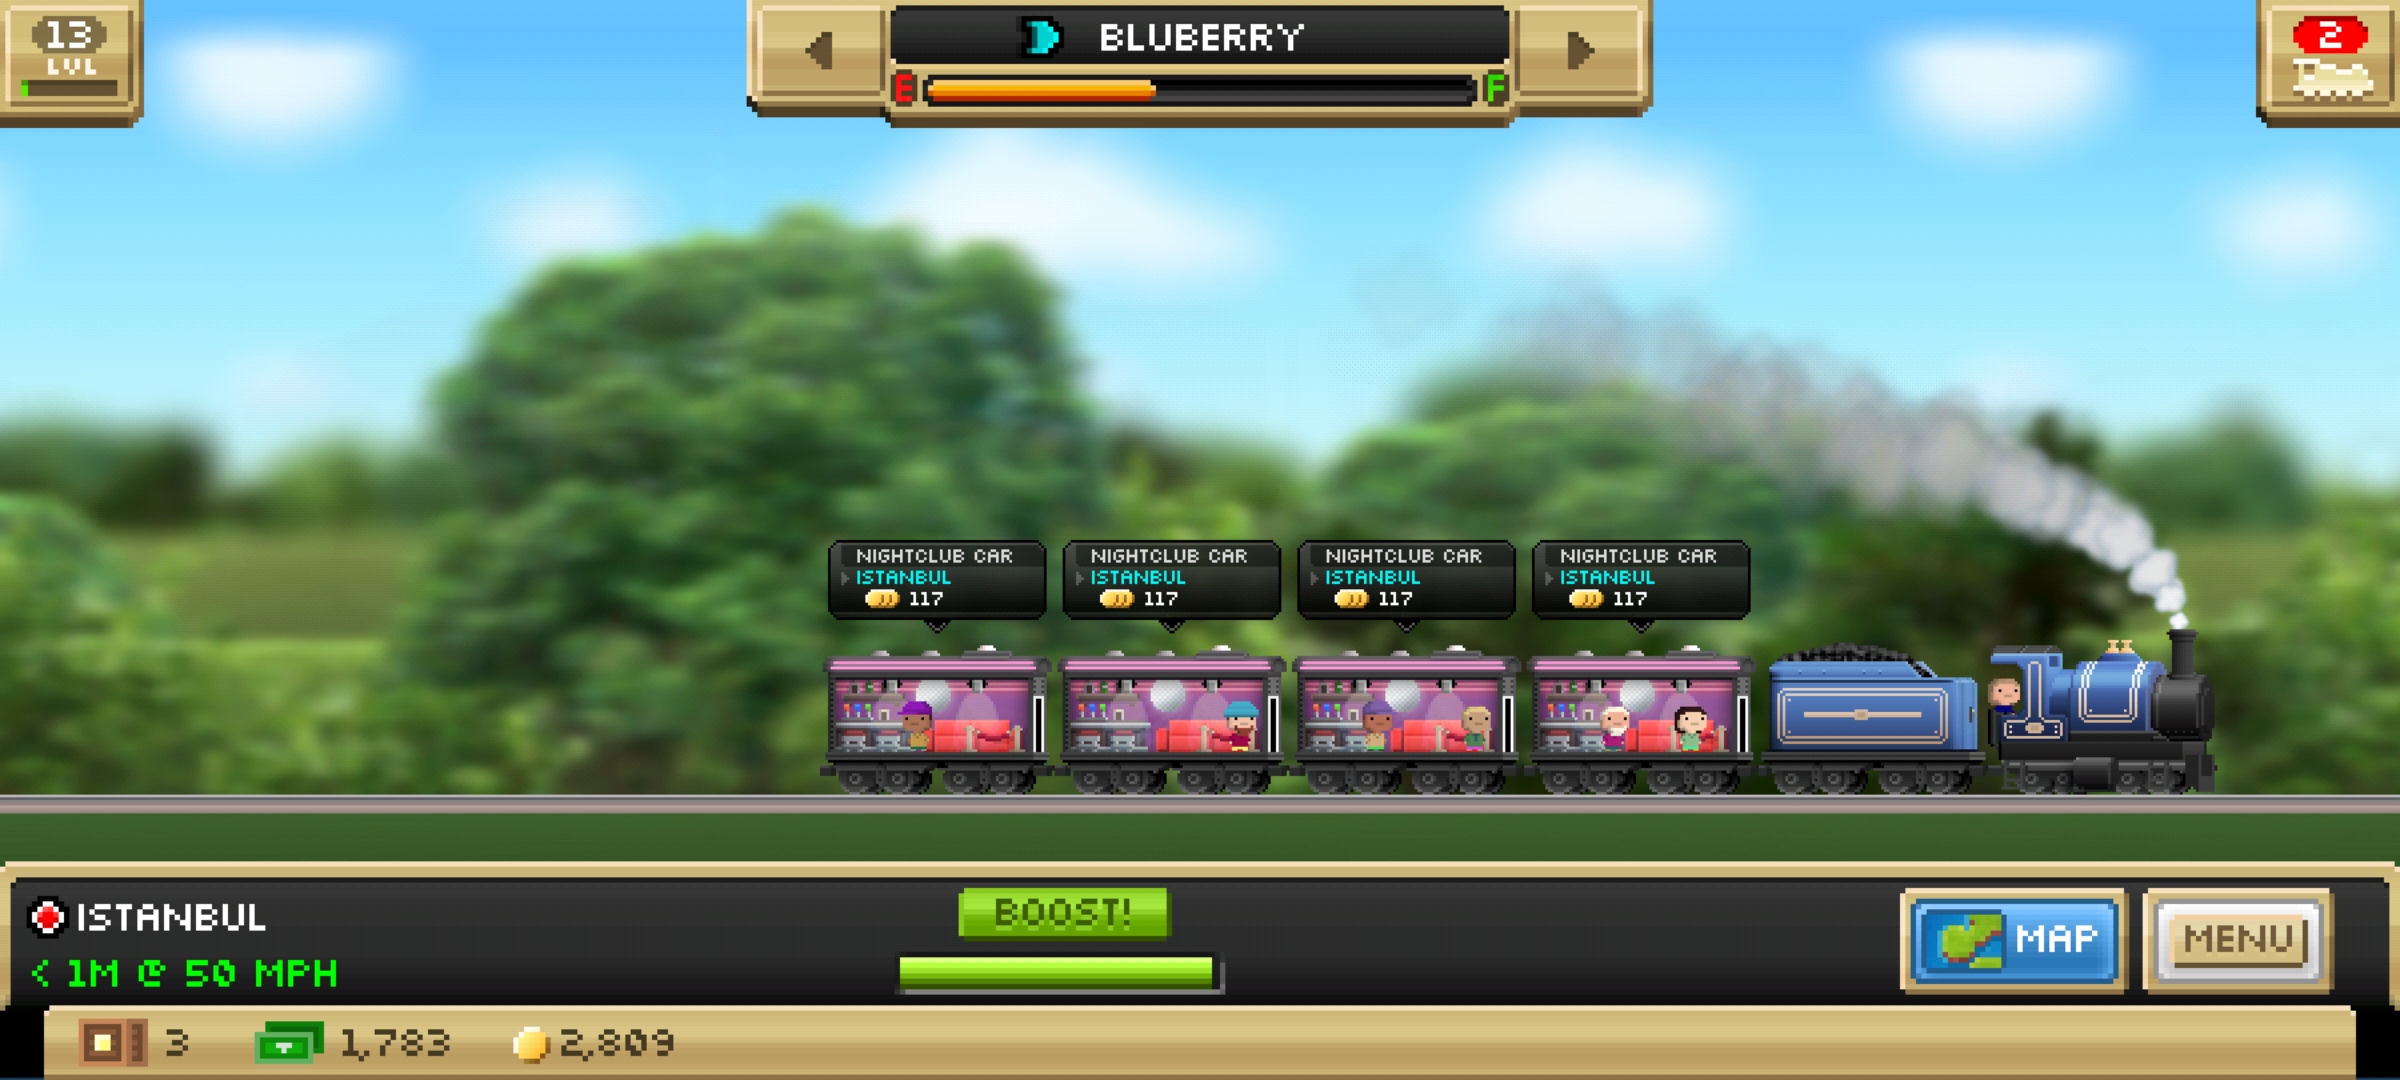 13
LVL
BLUBERRY
E F
2
NIGHTCLUB CAR
ISTANBUL
117
NIGHTCLUB CAR
ISTANBUL
117
NIGHTCLUB CAR
ISTANBUL
117
NIGHTCLUB CAR
ISTANBUL
117
ISTANBUL
< 1M @ 50 MPH
BOOST!
MAP
MENU
3 1,783 2,809